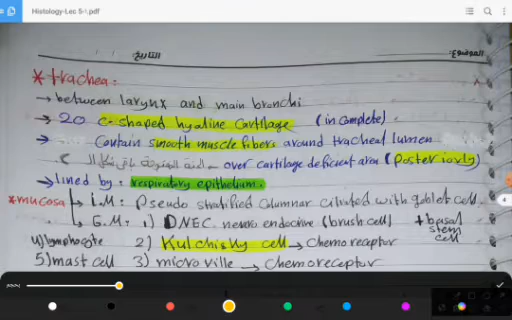 Histology-Lec 5-1.pdf
الموضوع: التاريخ:
* trachea:
→ between larynx and main bronchi
→ 20 c-shaped hyaline cartilage (incomplete)
→ Contain smooth muscle fibers around tracheal lumen
over cartilage deficient area (Posteriorly)
→ lined by: respiratory epithelium.
*mucosa → L.M: Pseudo stratified columnar ciliated with goblet cell
+ basal stem cell
E.M: 1) DNEC neuro endocrine (brush cell)
4) lymphocyte 2) Kulchisky cell → Chemoreceptor
5) mast cell 3) microville → Chemoreceptor
4